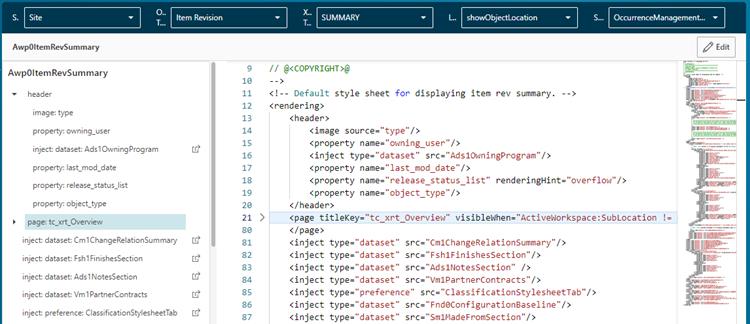 S. Site
O. T... Item Revision
X. T... SUMMARY
I... showObjectLocation
S... OccurrenceManagement...
Awp0ItemRevSummary
Edit
Awp0ItemRevSummary
header
image: type
property: owning_user
inject: dataset: Ads1OwningProgram
property: last_mod_date
property: release_status_list
property: object_type
page: tc_xrt_Overview
inject: dataset: Cm1ChangeRelationSummary
inject: dataset: Fsh1FinishesSection
inject: dataset: Ads1NotesSection
inject: dataset: Vm1PartnerContracts
inject: preference: ClassificationStylesheetTab
9 // @<COPYRIGHT>@
10 -->
11 <!-- Default style sheet for displaying item rev summary. -->
12 <rendering>
13 <header>
14 <image source="type"/>
15 <property name="owning_user"/>
16 <inject type="dataset" src="Ads1OwningProgram"/>
17 <property name="last_mod_date"/>
18 <property name="release_status_list" renderingHint="overflow"/>
19 <property name="object_type"/>
20 </header>
21 <page titleKey="tc_xrt_Overview" visibleWhen="ActiveWorkspace:SubLocation !=
80 </page>
81 <inject type="dataset" src="Cm1ChangeRelationSummary"/>
82 <inject type="dataset" src="Fsh1FinishesSection"/>
83 <inject type="dataset" src="Ads1NotesSection" />
84 <inject type="dataset" src="Vm1PartnerContracts"/>
85 <inject type="preference" src="ClassificationStylesheetTab"/>
86 <inject type="dataset" src="Fnd0ConfigurationBaseline"/>
87 <inject type="dataset" src="Sm1MadeFromSection"/>